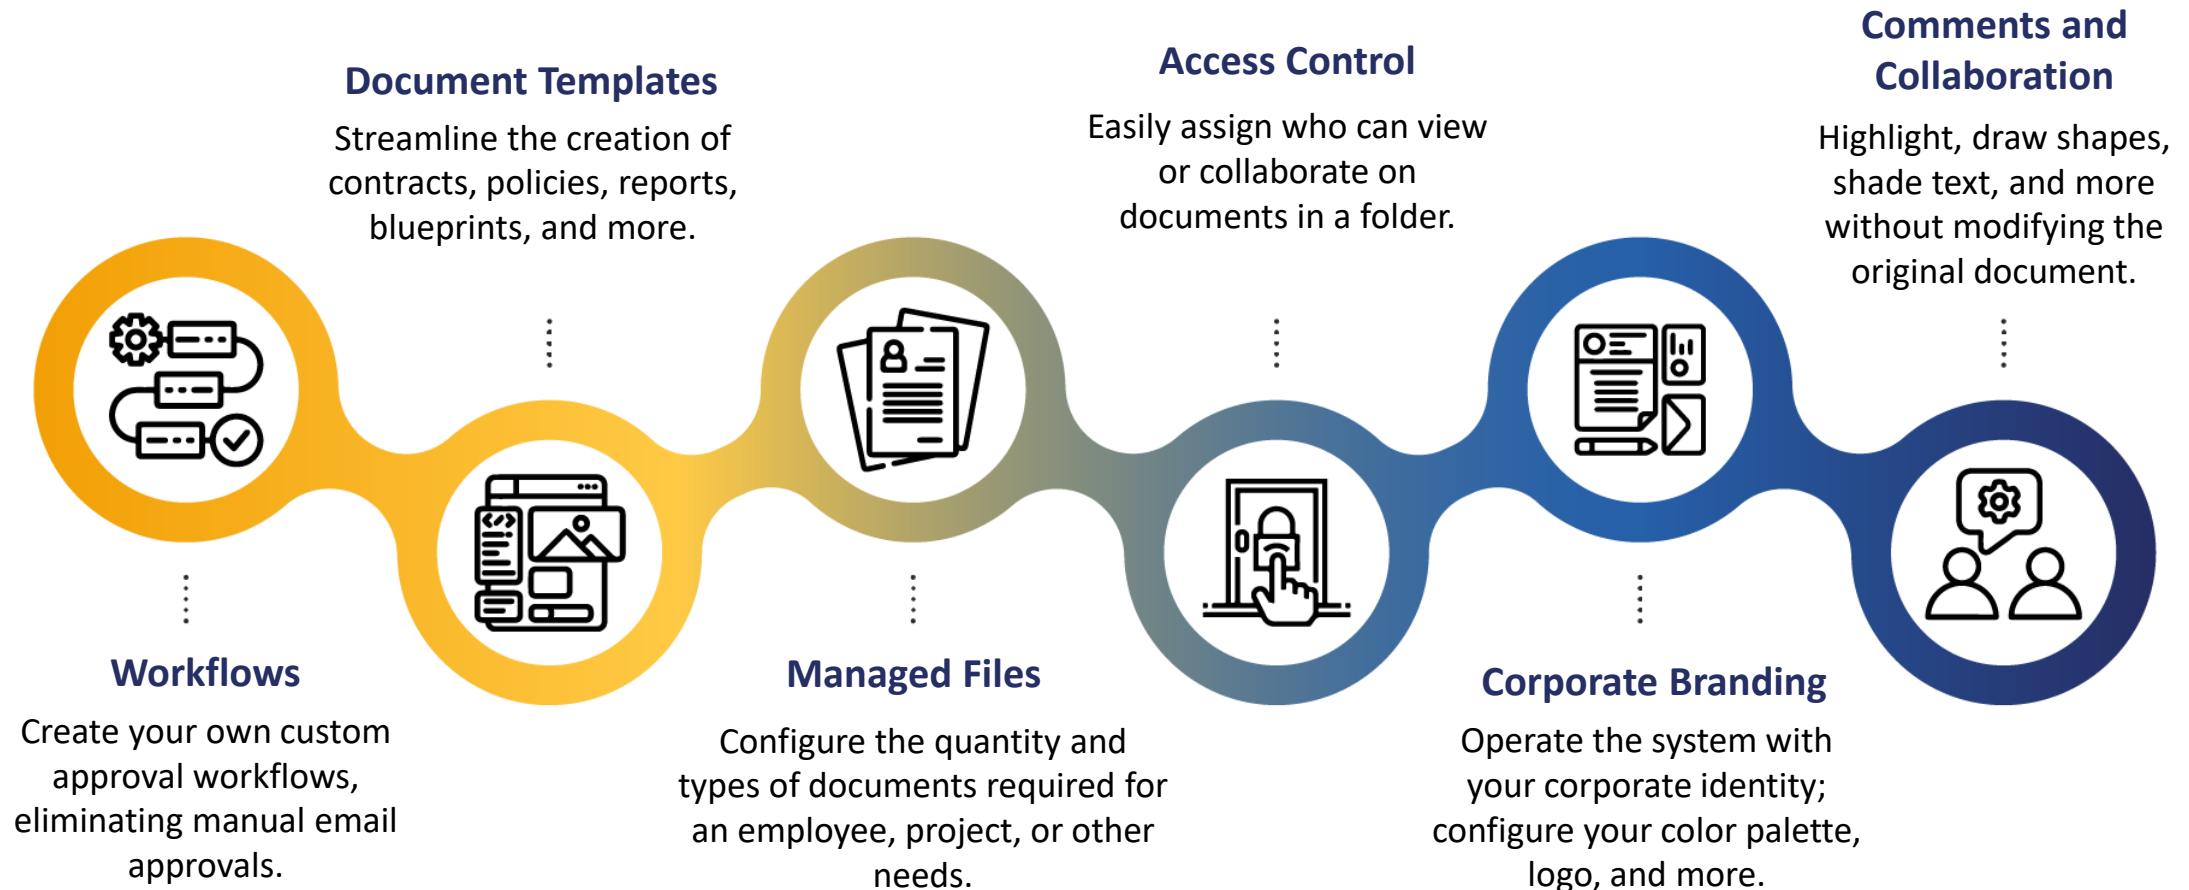 Workflows
Create your own custom
approval workflows,
eliminating manual email
approvals.
Document Templates
Streamline the creation of
contracts, policies, reports,
blueprints, and more.
Managed Files
Configure the quantity and
types of documents required for
an employee, project, or other
needs.
Access Control
Easily assign who can view
or collaborate on
documents in a folder.
Corporate Branding
Operate the system with
your corporate identity;
configure your color palette,
logo, and more.
Comments and
Collaboration
Highlight, draw shapes,
shade text, and more
without modifying the
original document.